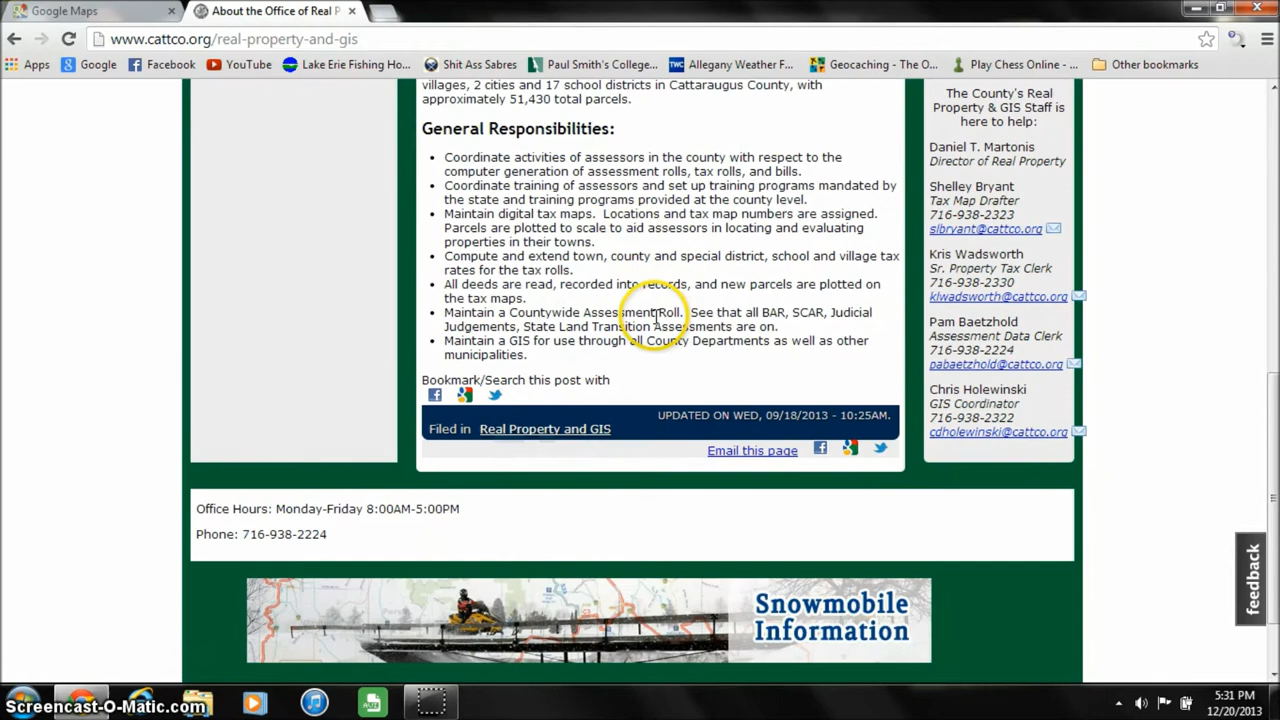 Google Maps
About the Office of Real P
www.cattco.org/real-property-and-gis
Apps
Google
Facebook
YouTube
Lake Erie Fishing Ho...
Shit Ass Sabres
Paul Smith's College...
Allegany Weather F...
Geocaching - The O...
Play Chess Online - ...
Other bookmarks
villages, 2 cities and 17 school districts in Cattaraugus County, with
approximately 51,430 total parcels.
General Responsibilities:
Coordinate activities of assessors in the county with respect to the
computer generation of assessment rolls, tax rolls, and bills.
Coordinate training of assessors and set up training programs mandated by
the state and training programs provided at the county level.
Maintain digital tax maps. Locations and tax map numbers are assigned.
Parcels are plotted to scale to aid assessors in locating and evaluating
properties in their towns.
Compute and extend town, county and special district, school and village tax
rates for the tax rolls.
All deeds are read, recorded into records, and new parcels are plotted on
the tax maps.
Maintain a Countywide Assessment Roll. See that all BAR, SCAR, Judicial
Judgements, State Land Transition Assessments are on.
Maintain a GIS for use through all County Departments as well as other
municipalities.
Bookmark/Search this post with
UPDATED ON WED, 09/18/2013 - 10:25AM.
Filed in Real Property and GIS
Email this page
The County's Real
Property & GIS Staff is
here to help:
Daniel T. Martonis
Director of Real Property
Shelley Bryant
Tax Map Drafter
716-938-2323
slbryant@cattco.org
Kris Wadsworth
Sr. Property Tax Clerk
716-938-2330
klwadsworth@cattco.org
Pam Baetzhold
Assessment Data Clerk
716-938-2224
pabaetzhold@cattco.org
Chris Holewinski
GIS Coordinator
716-938-2322
cdholewinski@cattco.org
Office Hours: Monday-Friday 8:00AM-5:00PM
Phone: 716-938-2224
feedback
Snowmobile
Information
Screencast-O-Matic.com
5:31 PM
12/20/2013